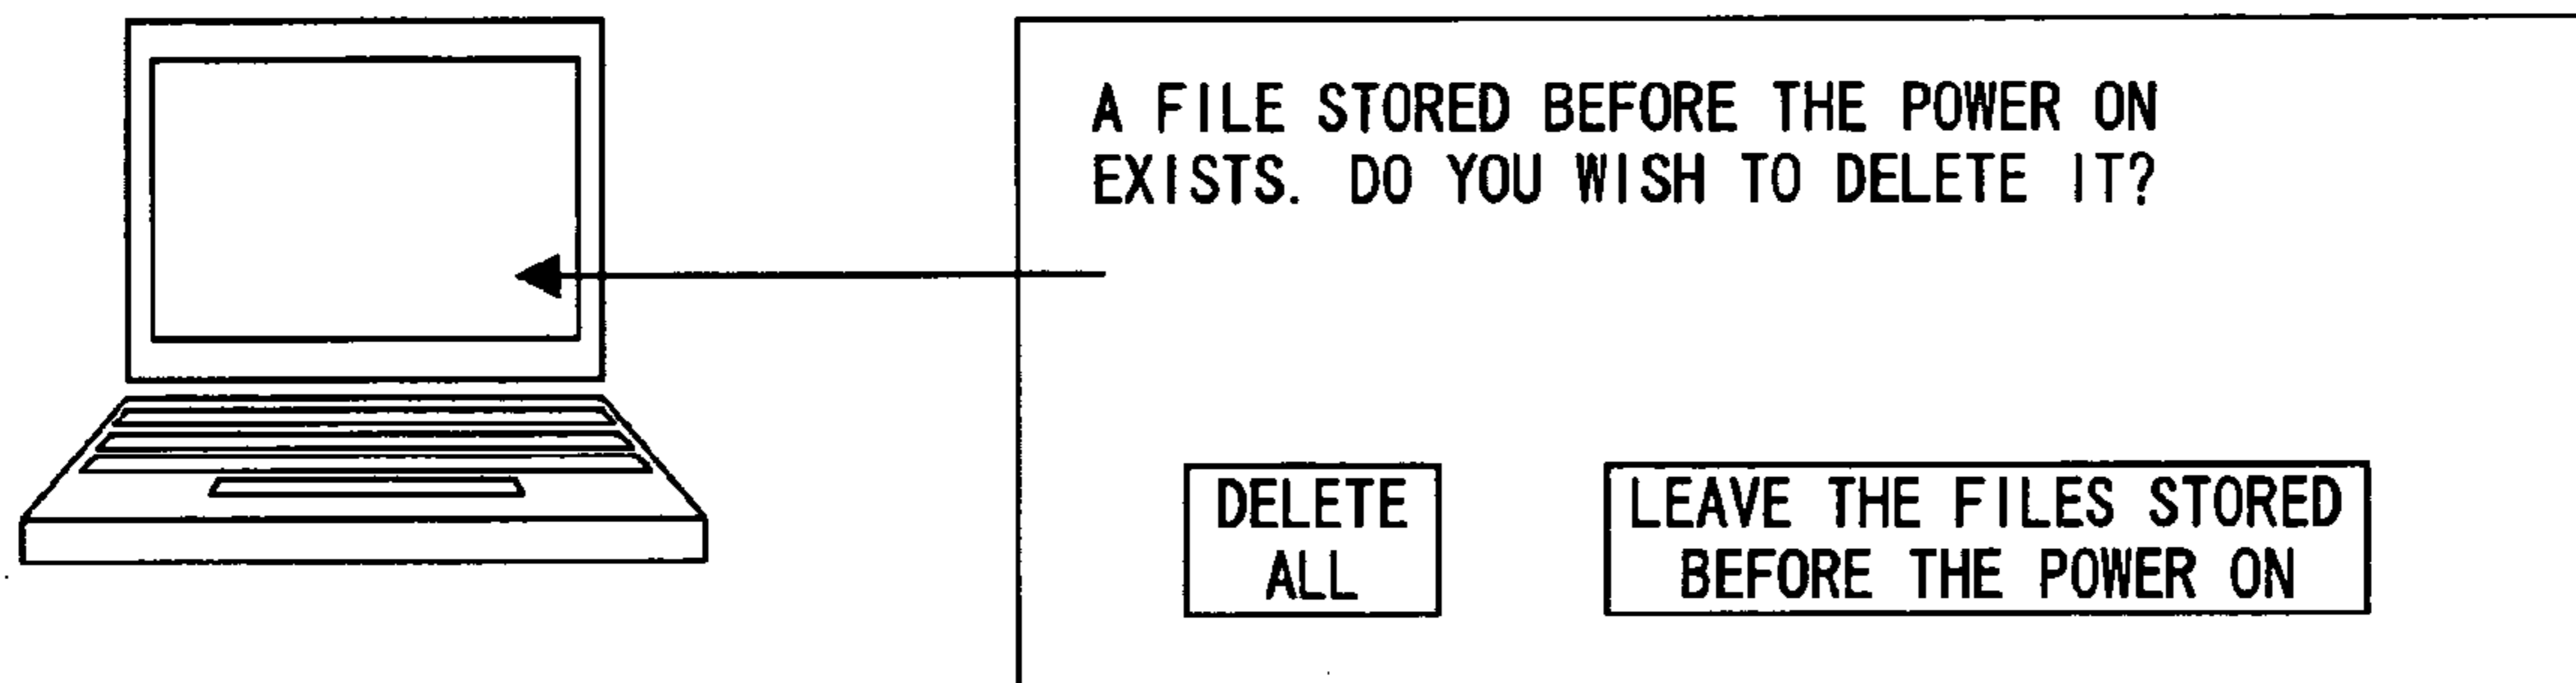 A FILE STORED BEFORE THE POWER ON
EXISTS. DO YOU WISH TO DELETE IT?
DELETE
ALL
LEAVE THE FILES STORED
BEFORE THE POWER ON